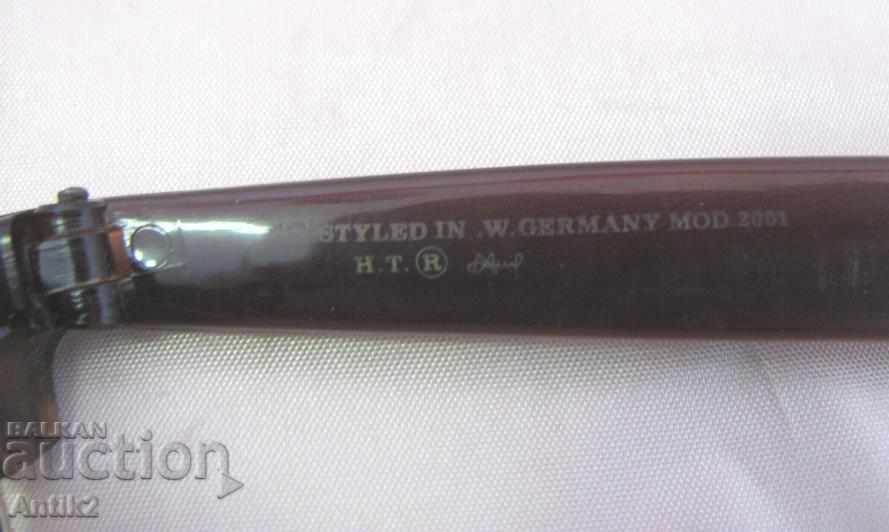 STYLED IN .W.GERMANY MOD.2001
H.T.®
BALKAN
auction
Antik2